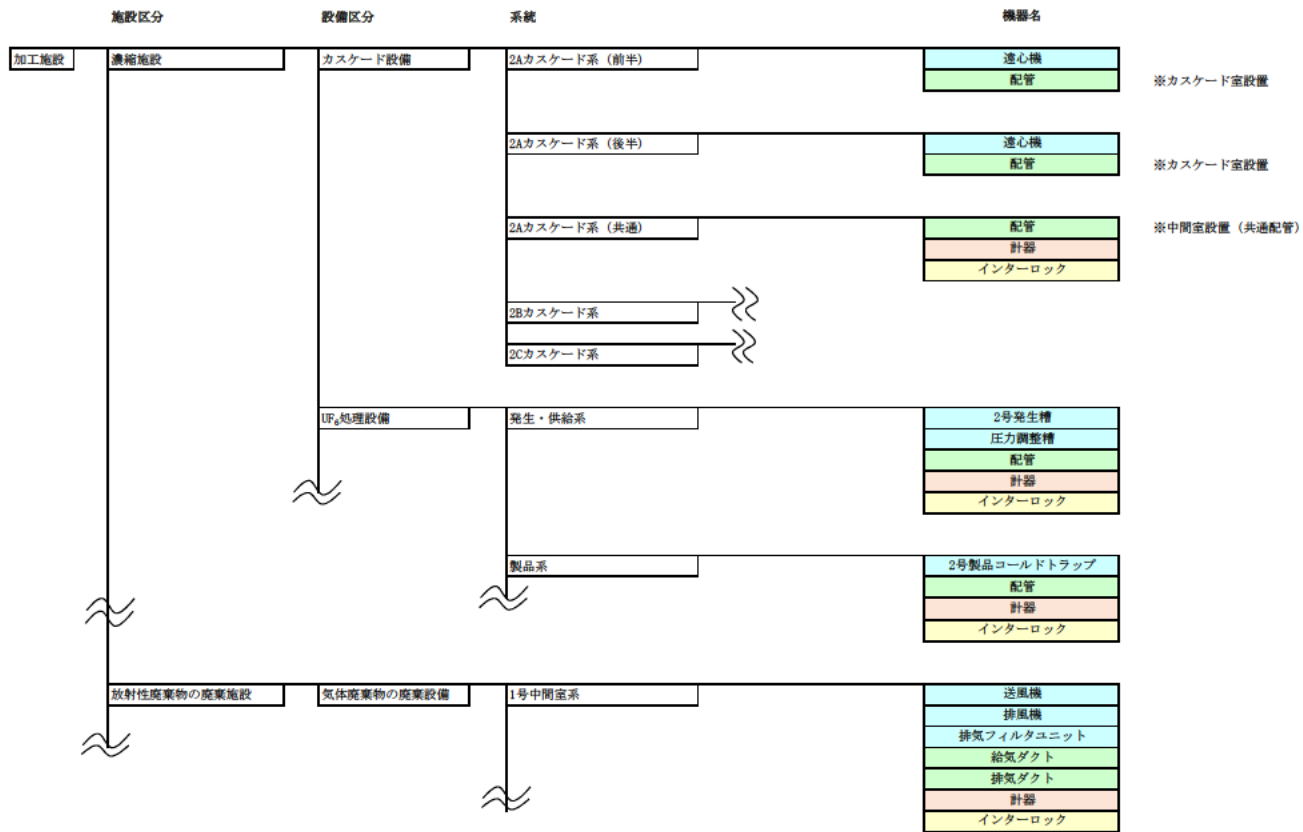 施設区分 設備区分 系統 機器名
加工施設 濃縮施設 カスケード設備 2Aカスケード系（前半） 遠心機
配管 ※カスケード室設置
2Aカスケード系（後半） 遠心機
配管 ※カスケード室設置
2Aカスケード系（共通） 配管 ※中間室設置（共通配管）
計器
インターロック
2Bカスケード系
2Cカスケード系
UF₆処理設備 発生・供給系 2号発生槽
圧力調整槽
配管
計器
インターロック
製品系 2号製品コールドトラップ
配管
計器
インターロック
放射性廃棄物の廃棄施設 気体廃棄物の廃棄設備 1号中間室系 送風機
排風機
排気フィルタユニット
給気ダクト
排気ダクト
計器
インターロック